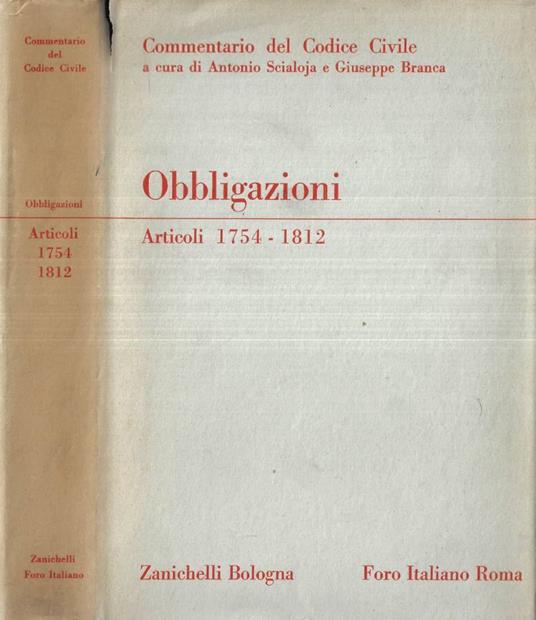 Commentario
del
Codice Civile
Obbligazioni
Articoli
1754
1812
Zanichelli
Foro Italiano
Commentario del Codice Civile
a cura di Antonio Scialoja e Giuseppe Branca
Obbligazioni
Articoli 1754 - 1812
Zanichelli Bologna Foro Italiano Roma